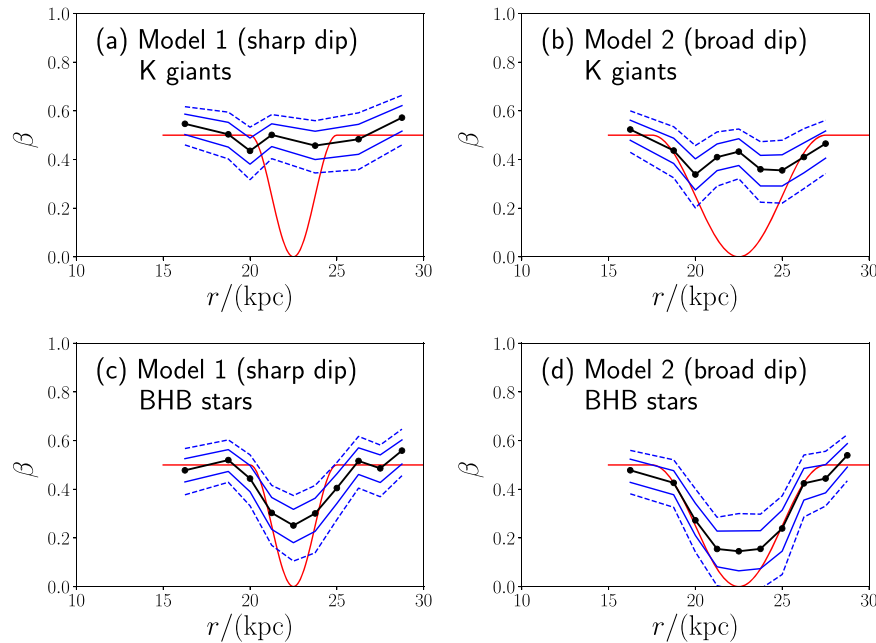 (a) Model 1 (sharp dip)
K giants
1.0
0.8
0.6
0.4
0.2
0.0
β
10 15 20 25 30
r/(kpc)
(b) Model 2 (broad dip)
K giants
1.0
0.8
0.6
0.4
0.2
0.0
β
10 15 20 25 30
r/(kpc)
(c) Model 1 (sharp dip)
BHB stars
1.0
0.8
0.6
0.4
0.2
0.0
β
10 15 20 25 30
r/(kpc)
(d) Model 2 (broad dip)
BHB stars
1.0
0.8
0.6
0.4
0.2
0.0
β
10 15 20 25 30
r/(kpc)